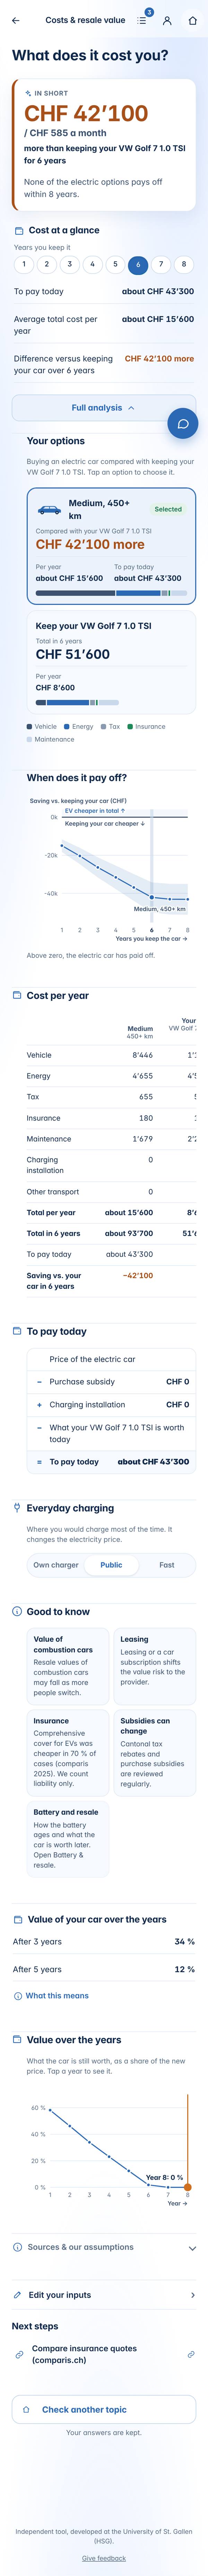 Costs & resale value
3
What does it cost you?
IN SHORT
CHF 42’100
/ CHF 585 a month
more than keeping your VW Golf 7 1.0 TSI
for 6 years
None of the electric options pays off
within 8 years.
Cost at a glance
Years you keep it
1 2 3 4 5 6 7 8
To pay today about CHF 43’300
Average total cost per
year about CHF 15’600
Difference versus keeping
your car over 6 years CHF 42’100 more
Full analysis
Your options
Buying an electric car compared with keeping your
VW Golf 7 1.0 TSI. Tap an option to choose it.
Medium, 450+
km
Selected
Compared with your VW Golf 7 1.0 TSI
CHF 42’100 more
Per year To pay today
about CHF 15’600 about CHF 43’300
Keep your VW Golf 7 1.0 TSI
Total in 6 years
CHF 51’600
Per year
CHF 8’600
Vehicle Energy Tax Insurance
Maintenance
When does it pay off?
Saving vs. keeping your car (CHF)
EV cheaper in total ↑
0k
Keeping your car cheaper ↓
−20k
−40k
Medium, 450+ km
1 2 3 4 5 6 7 8
Years you keep the car →
Above zero, the electric car has paid off.
Cost per year
Medium
450+ km
Your
VW Golf
Vehicle 8’446
Energy 4’655
Tax 655
Insurance 180
Maintenance 1’679
Charging
installation 0
Other transport 0
Total per year about 15’600
Total in 6 years about 93’700
To pay today about 43’300
Saving vs. your
car in 6 years −42’100
To pay today
Price of the electric car
− Purchase subsidy CHF 0
+ Charging installation CHF 0
− What your VW Golf 7 1.0 TSI is worth
today
= To pay today about CHF 43’300
Everyday charging
Where you would charge most of the time. It
changes the electricity price.
Own charger Public Fast
Good to know
Value of
combustion cars
Resale values of
combustion cars
may fall as more
people switch.
Leasing
Leasing or a car
subscription shifts
the value risk to the
provider.
Insurance
Comprehensive
cover for EVs was
cheaper in 70 % of
cases (comparis
2025). We count
liability only.
Subsidies can
change
Cantonal tax
rebates and
purchase subsidies
are reviewed
regularly.
Battery and resale
How the battery
ages and what the
car is worth later.
Open Battery &
resale.
Value of your car over the years
After 3 years 34 %
After 5 years 12 %
What this means
Value over the years
What the car is still worth, as a share of the new
price. Tap a year to see it.
60 %
40 %
20 %
0 %
Year 8: 0 %
1 2 3 4 5 6 7 8
Year →
Sources & our assumptions
Edit your inputs
Next steps
Compare insurance quotes
(comparis.ch)
Check another topic
Your answers are kept.
Independent tool, developed at the University of St. Gallen
(HSG).
Give feedback